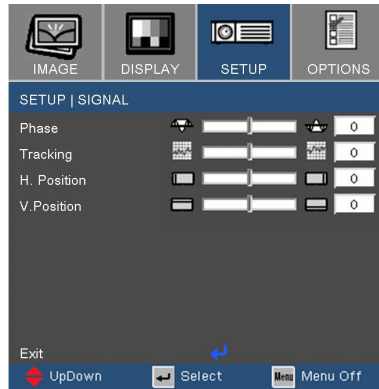 IMAGE DISPLAY SETUP OPTIONS
SETUP | SIGNAL
Phase 0
Tracking 0
H. Position 0
V.Position 0
Exit
UpDown Select Menu Menu Off